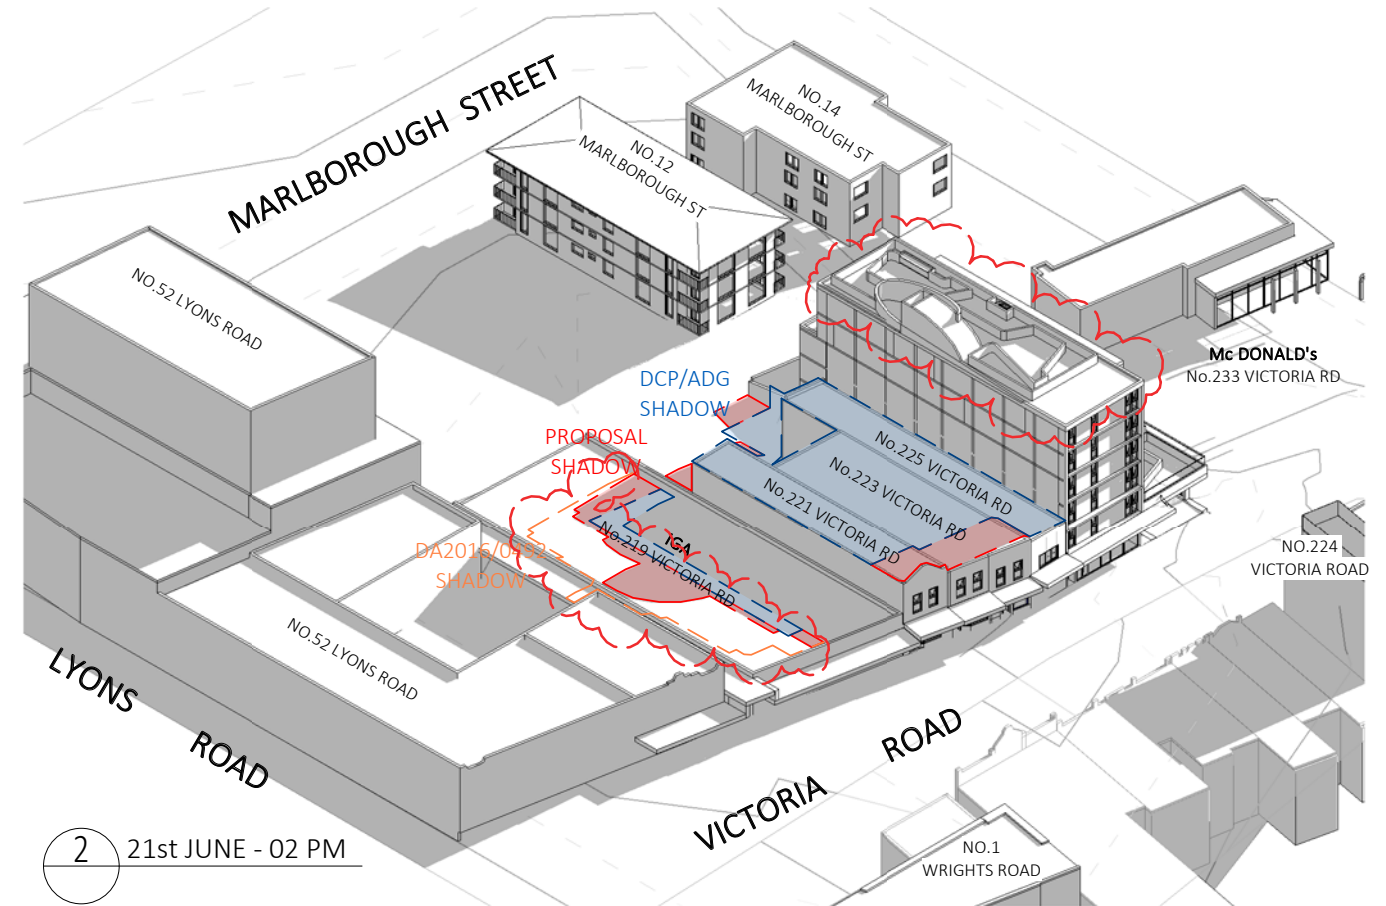 MARLBOROUGH STREET
NO.14
MARLBOROUGH ST
NO.12
MARLBOROUGH ST
NO.52 LYONS ROAD
Mc DONALD's
No.233 VICTORIA RD
DCP/ADG
SHADOW
PROPOSAL
SHADOW
No.225 VICTORIA RD
No.223 VICTORIA RD
No.221 VICTORIA RD
IGA
No.219 VICTORIA RD
SHADOW
NO.224
VICTORIA ROAD
NO.52 LYONS ROAD
LYONS ROAD
VICTORIA ROAD
NO.1
WRIGHTS ROAD
2
21st JUNE - 02 PM